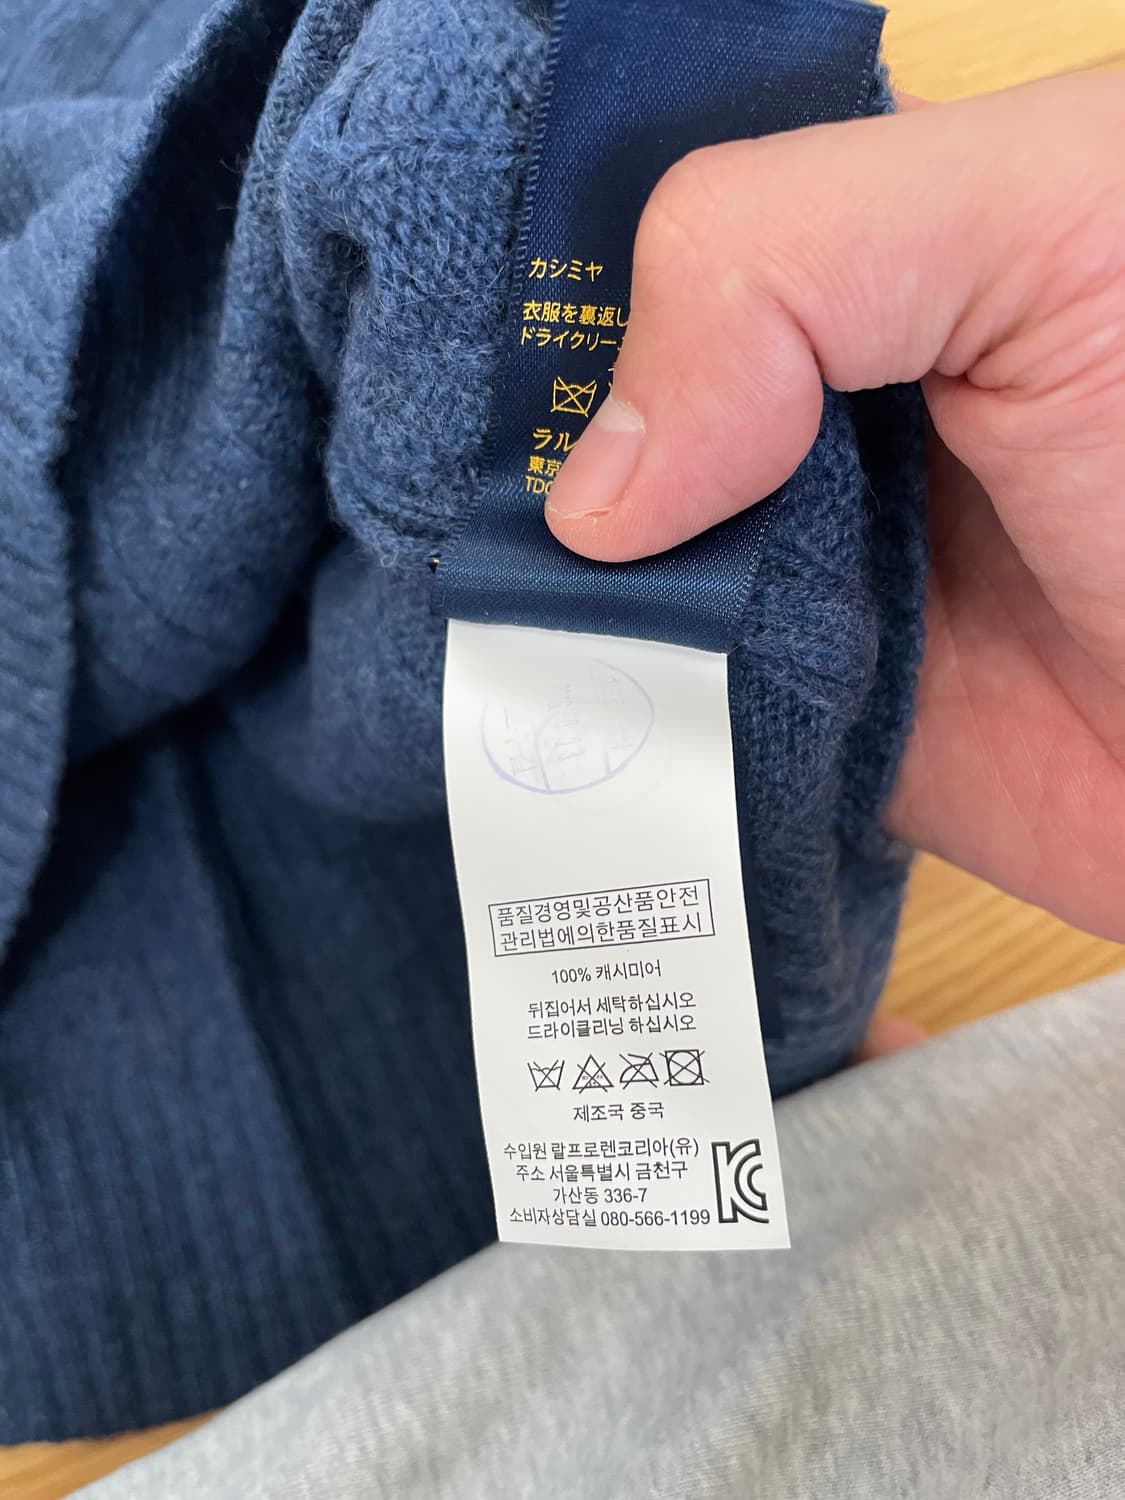 カシミヤ
衣服を裏返し
ドライクリー
ラル
東京
品질경영및공산품안전
관리법에의한품질표시
100% 캐시미어
뒤집어서 세탁하십시오
드라이클리닝 하십시오
제조국 중국
수입원 랄프로렌코리아(유)
주소 서울특별시 금천구
가산동 336-7
소비자상담실 080-566-1199